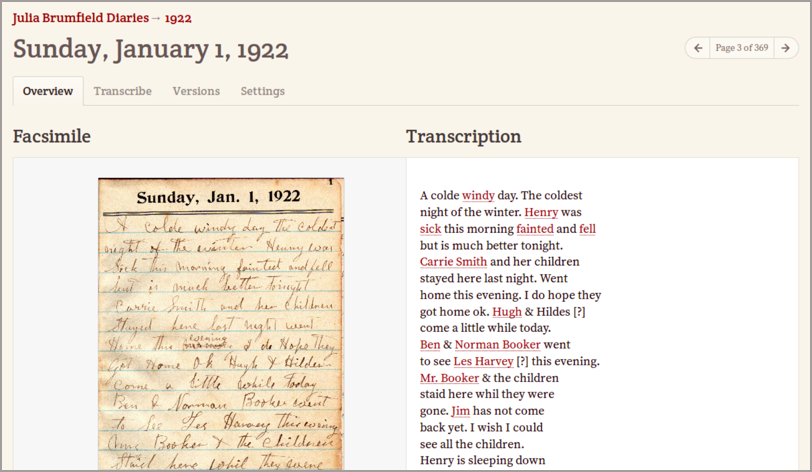 Julia Brumfield Diaries → 1922
Sunday, January 1, 1922
← Page 3 of 369 →
Overview Transcribe Versions Settings
Facsimile
1
Sunday, Jan. 1, 1922
A colde windy day the coldest
night of the winter Henry was
Sick this morning fainted and fell
but is much better tonight
Carrie Smith and her children
Stayed here last night went
Home this evening I do Hope they
Got Home Ok Hugh & Hildes
Come a little while today
Ben & Norman Booker went
to See Les Harvey this evening
Booker & the children
Staid here whil they were
Transcription
A colde windy day. The coldest
night of the winter. Henry was
sick this morning fainted and fell
but is much better tonight.
Carrie Smith and her children
stayed here last night. Went
home this evening. I do hope they
got home ok. Hugh & Hildes [?]
come a little while today.
Ben & Norman Booker went
to see Les Harvey [?] this evening.
Mr. Booker & the children
staid here whil they were
gone. Jim has not come
back yet. I wish I could
see all the children.
Henry is sleeping down